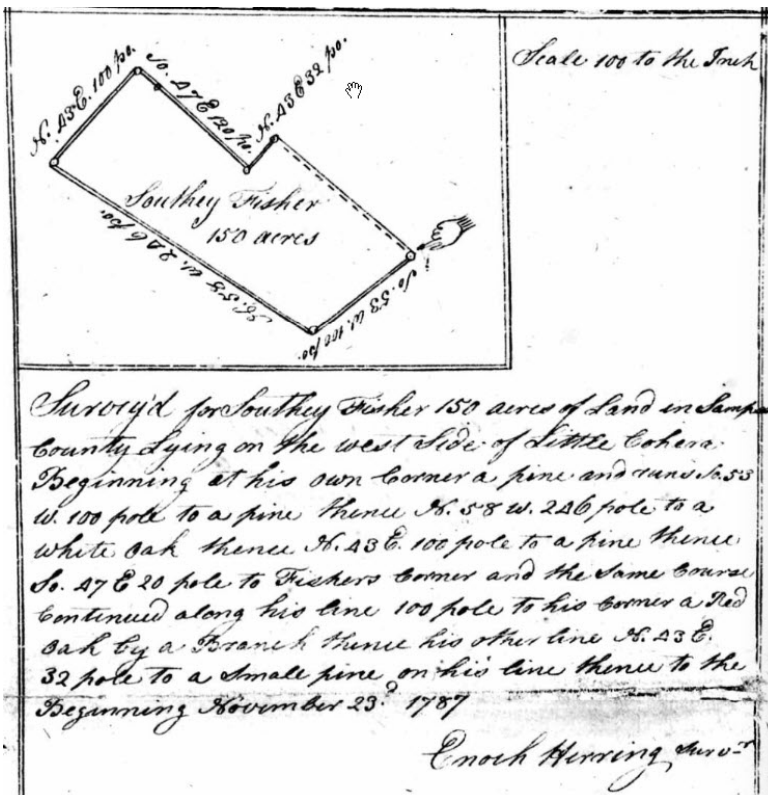 Scale 100 to the Inch
N. 43 E. 100 po.
So. 47 E 120 po.
N. 43 E 32 po.
Southey Fisher
150 acres
N. 58 W. 246 po.
So. 53 W. 100 po.
Survey'd for Southey Fisher 150 acres of Land in Samps
County Lying on the west Side of Little Cohera
Beginning at his own Corner a pine and runs So. 53
W. 100 pole to a pine thence N. 58 W. 246 pole to a
white oak thence N. 43 E. 100 pole to a pine thence
So. 47 E 20 pole to Fishers Corner and the Same Course
Continued along his line 100 pole to his Corner a Red
oak by a Branch thence his other line N. 43 E.
32 pole to a Small pine on his line thence to the
Beginning November 23. 1787
Enoch Herring Survr